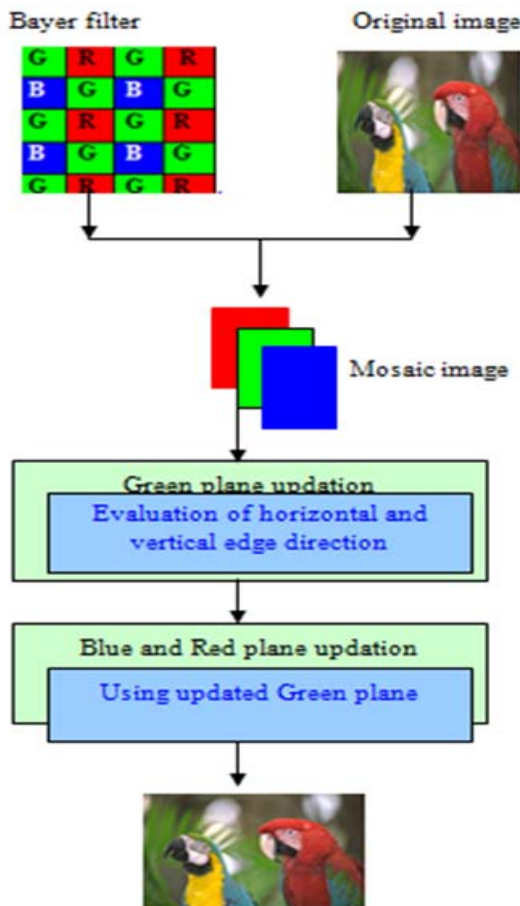 Bayer filter
Original image
G R G R
B G B G
G R G R
B G B G
G R G R
Mosaic image
Green plane updation
Evaluation of horizontal and
vertical edge direction
Blue and Red plane updation
Using updated Green plane